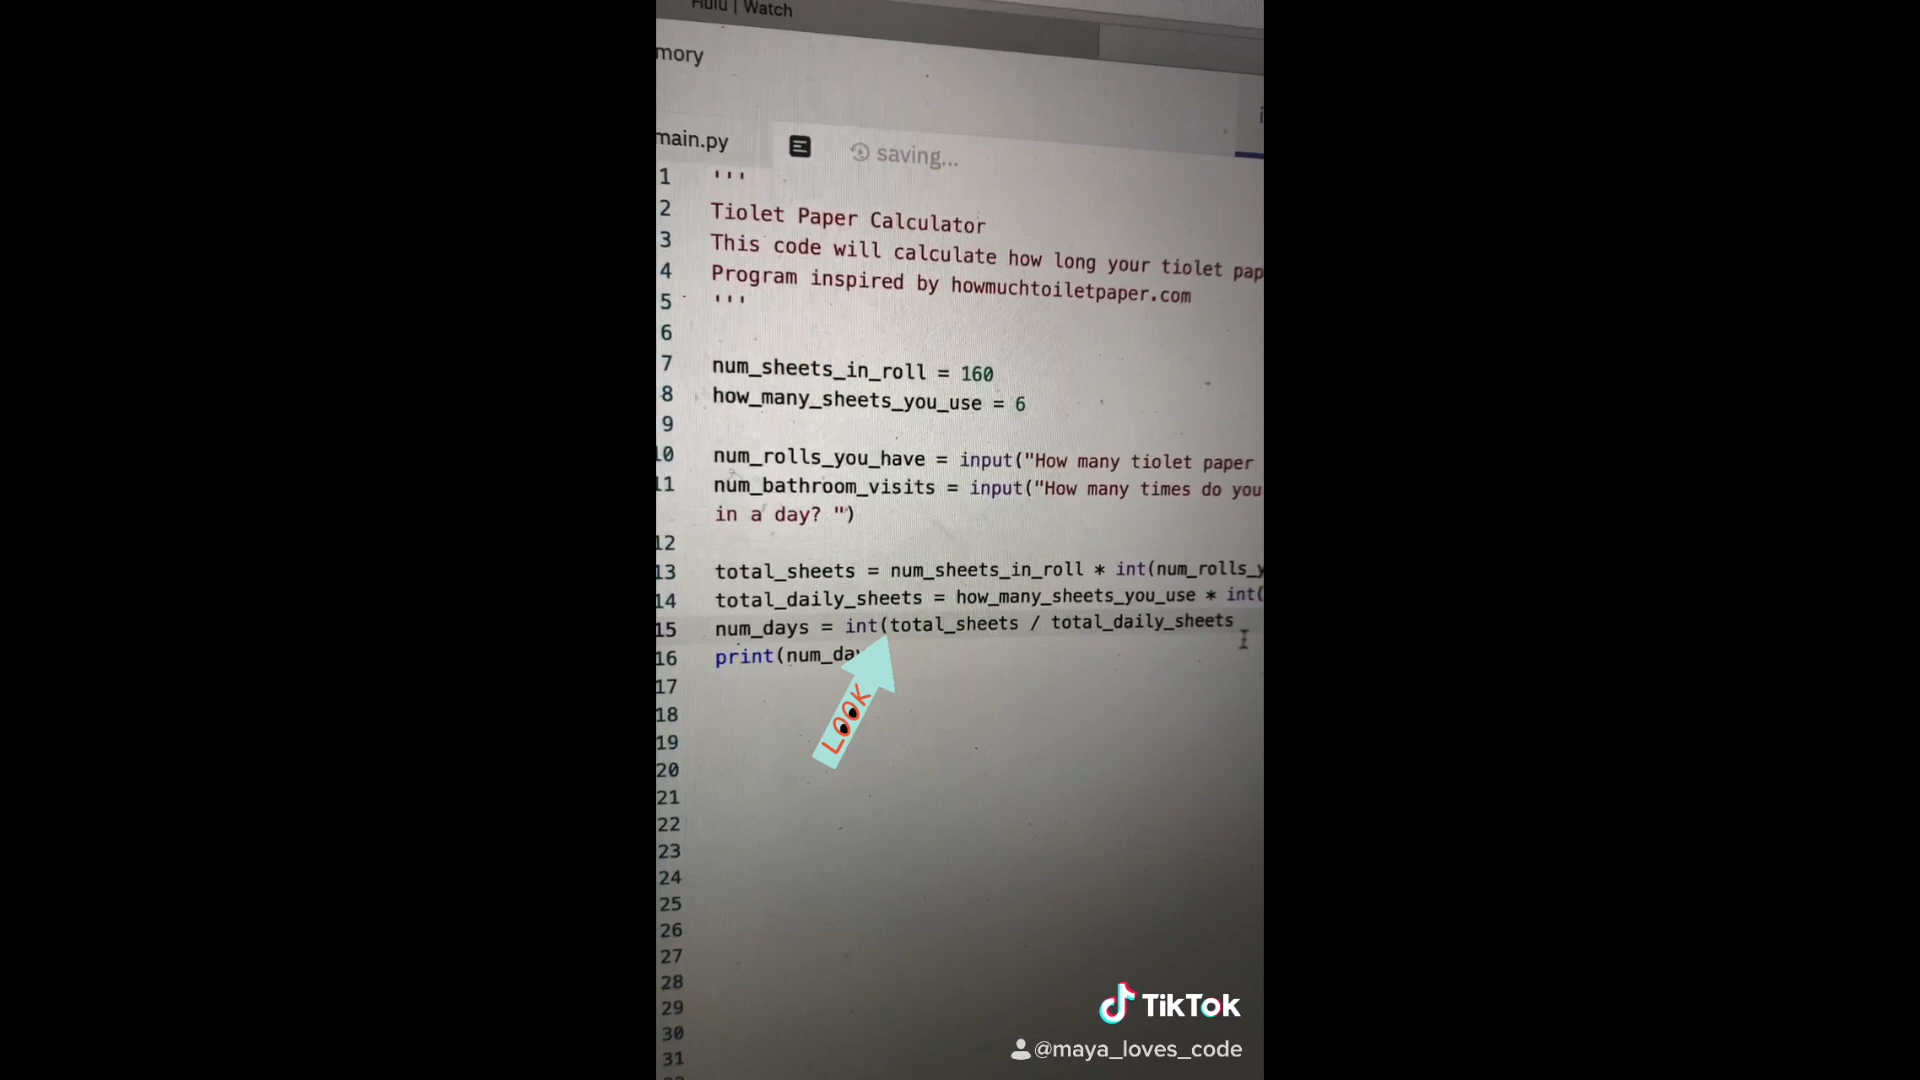 Hulu | Watch
mory
main.py
saving...
1 '''
2 Tiolet Paper Calculator
3 This code will calculate how long your tiolet pap
4 Program inspired by howmuchtoiletpaper.com
5 '''
6
7 num_sheets_in_roll = 160
8 how_many_sheets_you_use = 6
9
10 num_rolls_you_have = input("How many tiolet paper
11 num_bathroom_visits = input("How many times do you
in a day? ")
12
13 total_sheets = num_sheets_in_roll * int(num_rolls_y
14 total_daily_sheets = how_many_sheets_you_use * int(
15 num_days = int(total_sheets / total_daily_sheets
16 print(num_day
LOOK
17
18
19
20
21
22
23
24
25
26
27
28
29
30
31
TikTok
@maya_loves_code